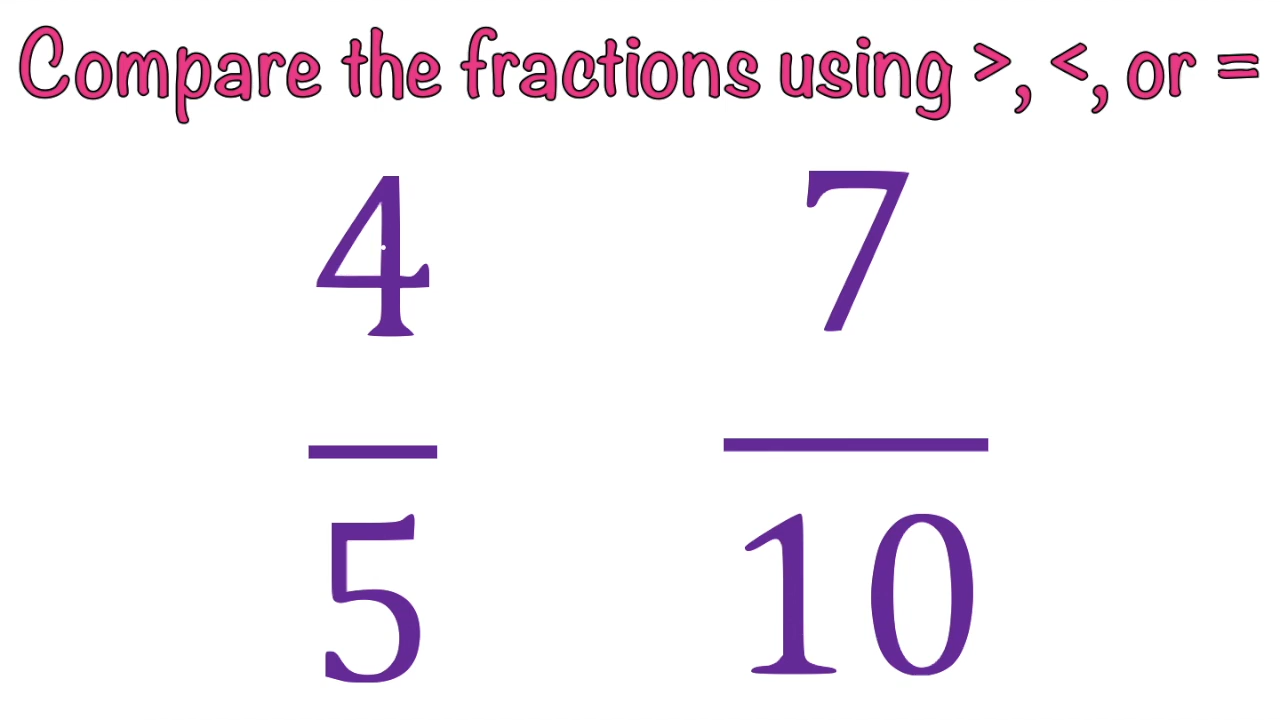 Compare the fractions using >, <, or =
4 7
5 10